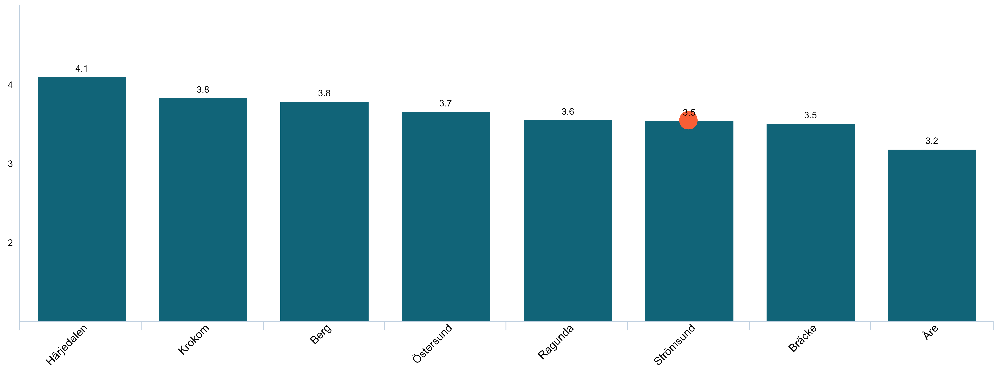 4.1
3.8
3.8
3.7
3.6
3.5
3.5
3.2
4
3
2
Härjedalen
Krokom
Berg
Östersund
Ragunda
Strömsund
Bräcke
Åre